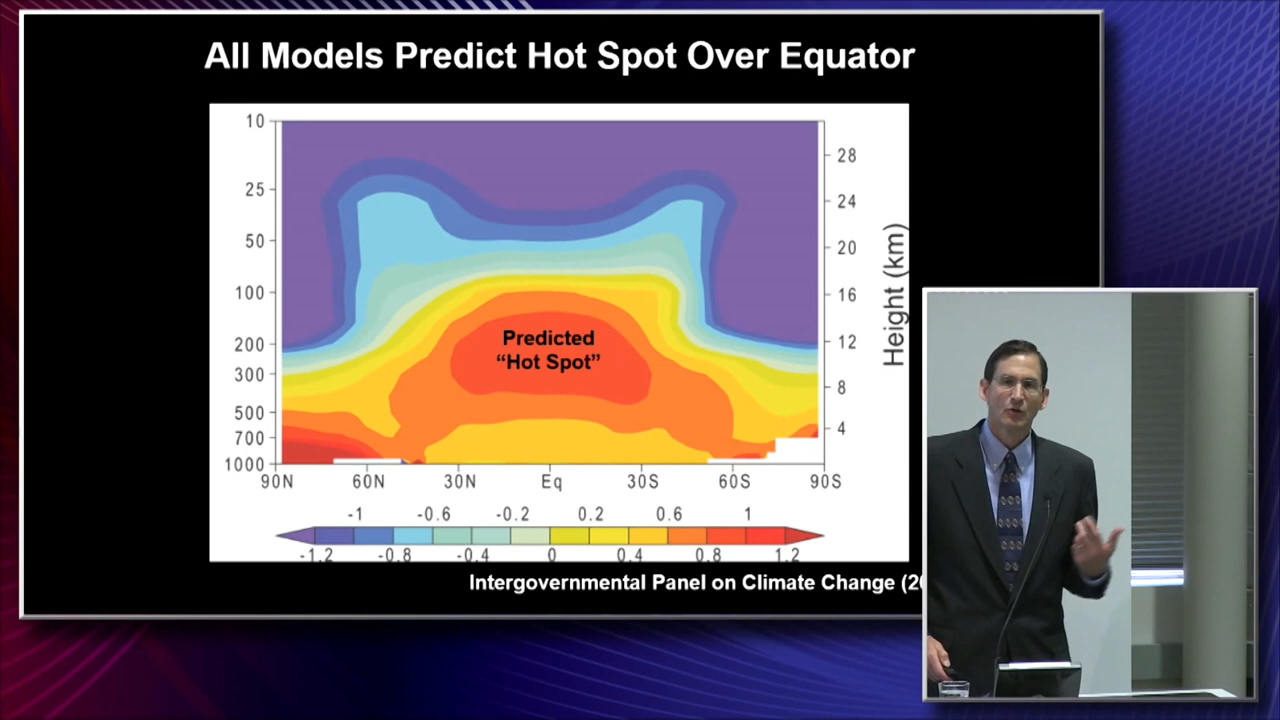 All Models Predict Hot Spot Over Equator
10
25
50
100
200
300
500
700
1000
28
24
20
16
12
8
4
Height (km)
Predicted
“Hot Spot”
90N 60N 30N Eq 30S 60S 90S
-1 -0.6 -0.2 0.2 0.6 1
-1.2 -0.8 -0.4 0 0.4 0.8 1.2
Intergovernmental Panel on Climate Change